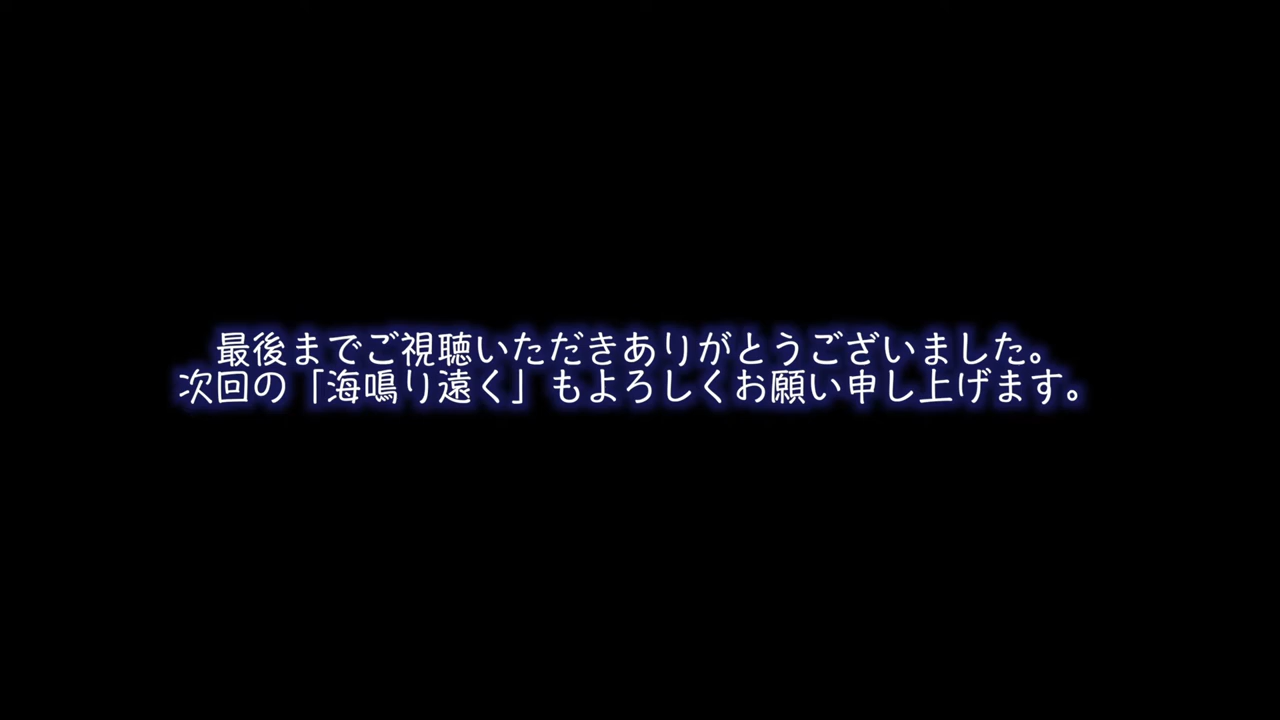 最後までご視聴いただきありがとうございました。
次回の「海鳴り遠く」もよろしくお願い申し上げます。